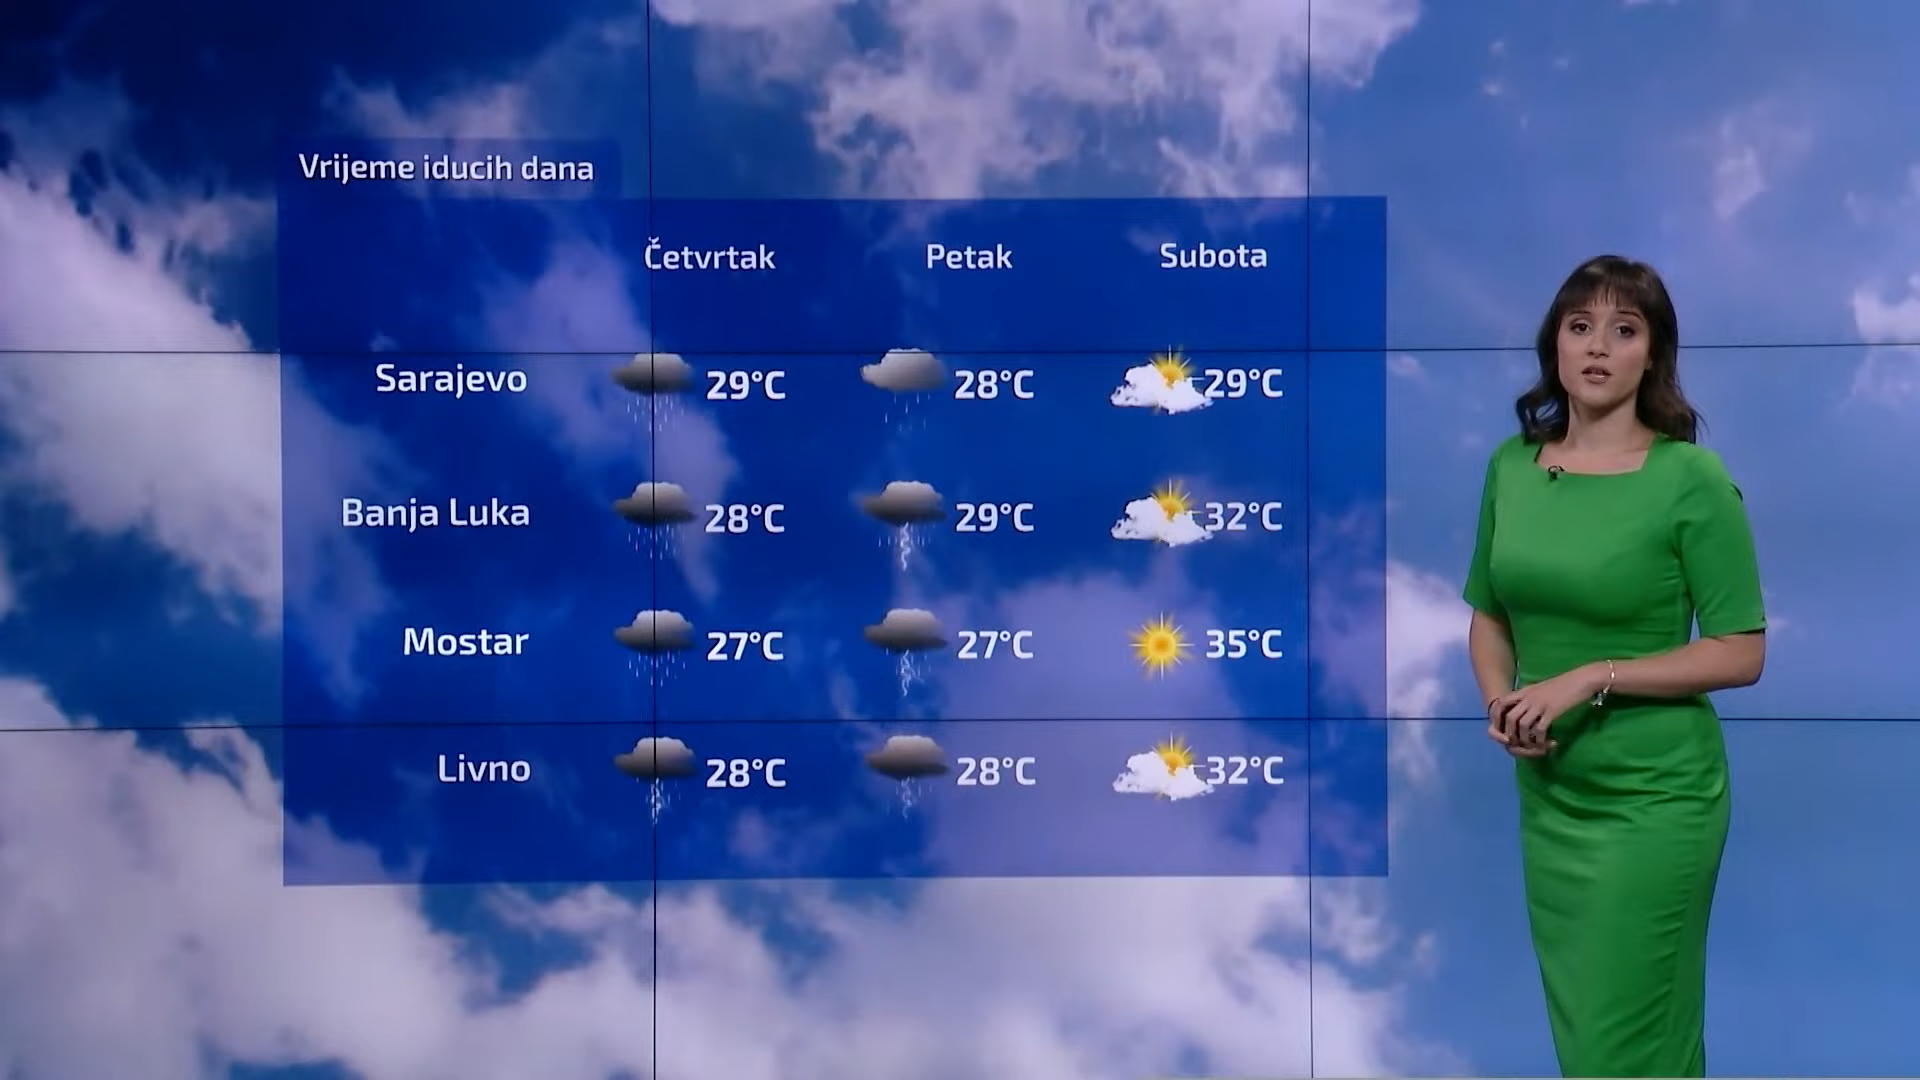 Vrijeme iducih dana
Četvrtak Petak Subota
Sarajevo 29°C 28°C 29°C
Banja Luka 28°C 29°C 32°C
Mostar 27°C 27°C 35°C
Livno 28°C 28°C 32°C